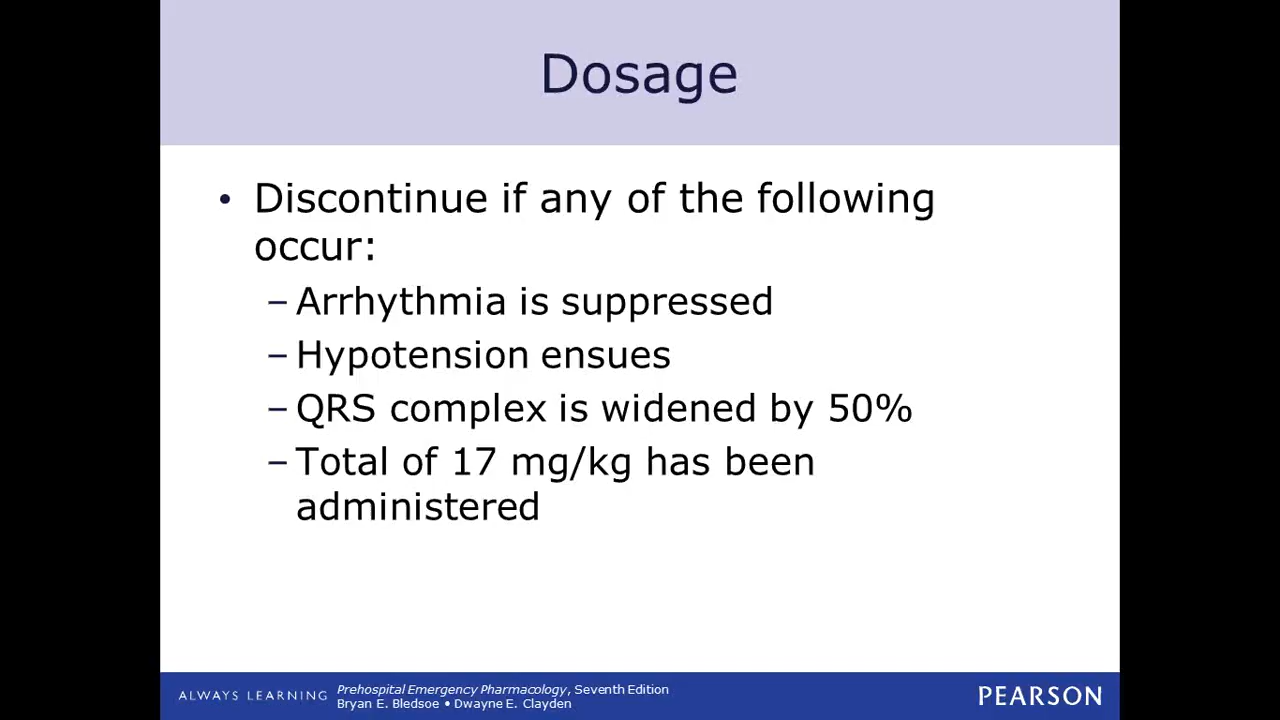 Dosage
• Discontinue if any of the following
occur:
– Arrhythmia is suppressed
– Hypotension ensues
– QRS complex is widened by 50%
– Total of 17 mg/kg has been
administered
ALWAYS LEARNING
Prehospital Emergency Pharmacology, Seventh Edition
Bryan E. Bledsoe • Dwayne E. Clayden
PEARSON